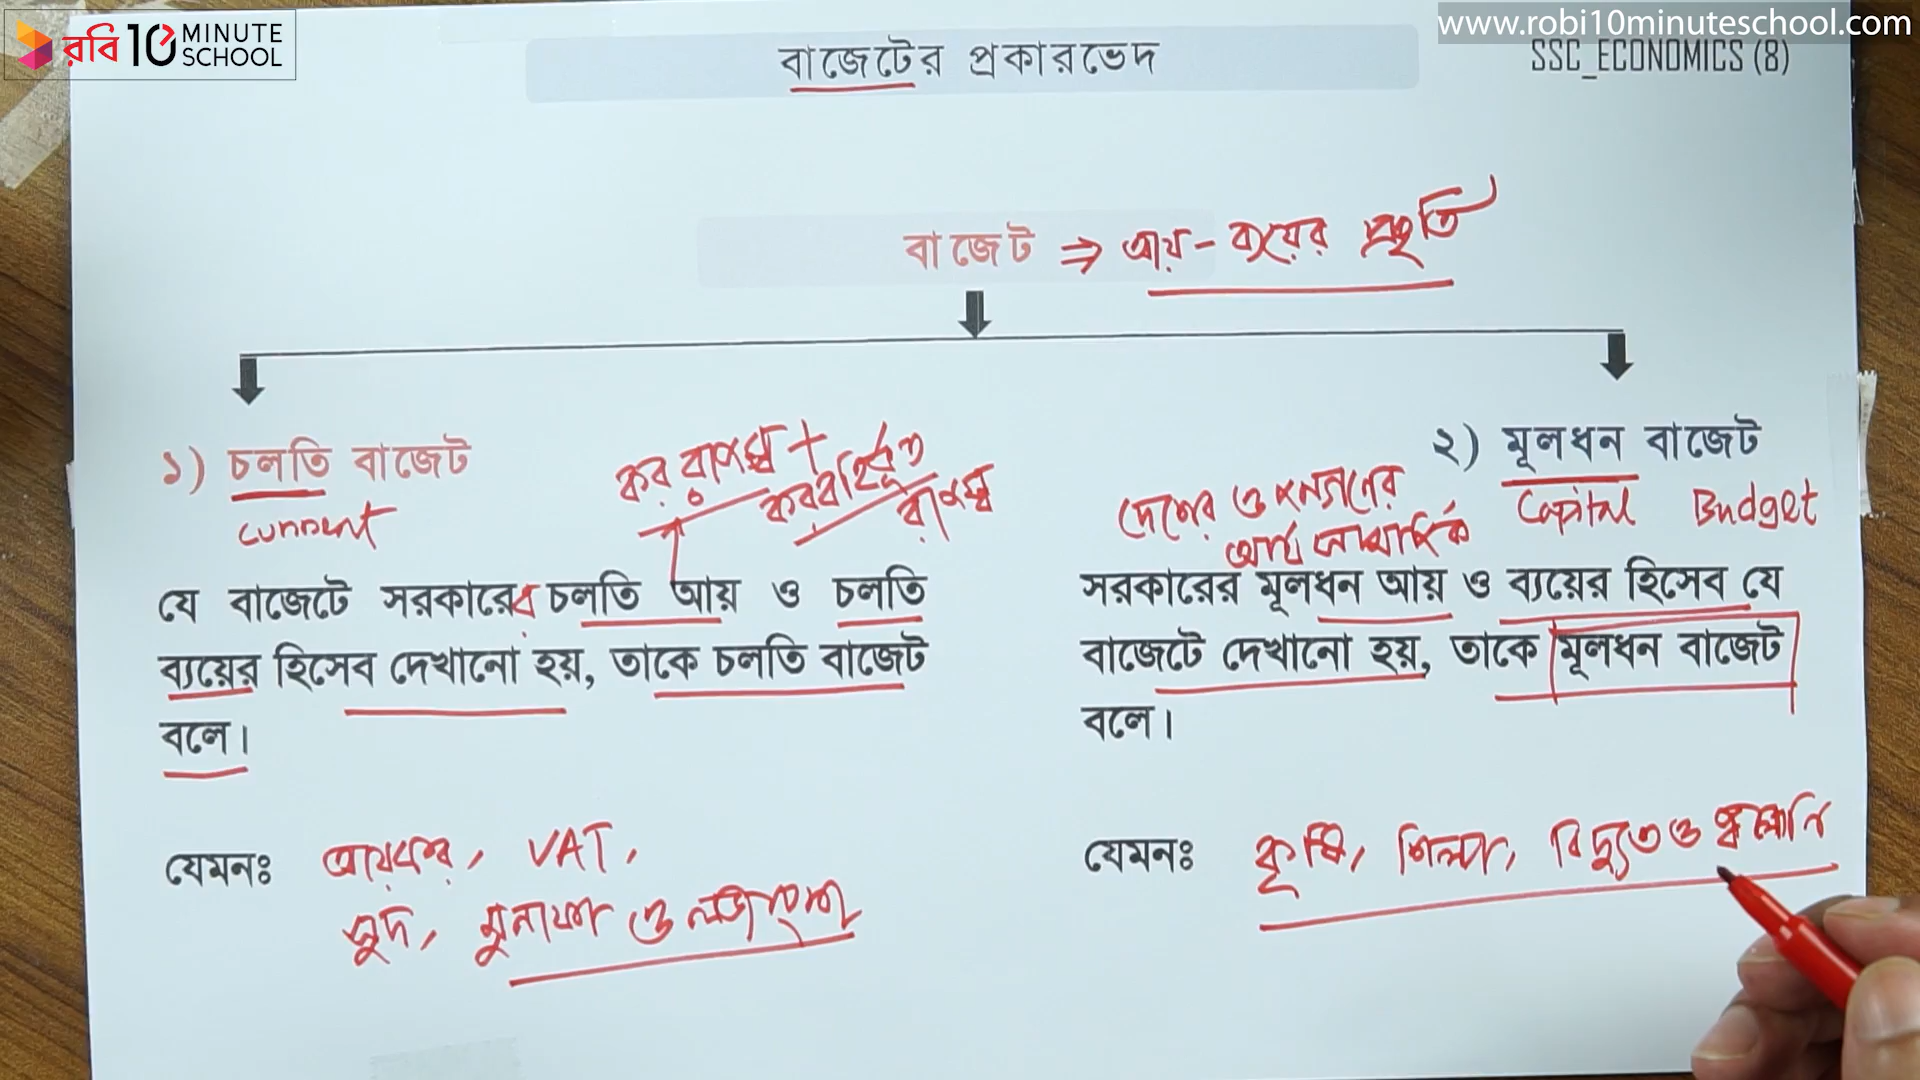 রবি 10 MINUTE SCHOOL
www.robi10minuteschool.com
বাজেটের প্রকারভেদ
SSC_ECONOMICS (8)
বাজেট ⇒ আয়-ব্যয়ের প্রকৃতি
১) চলতি বাজেট
current
কর রাজস্ব +
করবহির্ভূত
রাজস্ব
যে বাজেটে সরকারের চলতি আয় ও চলতি
ব্যয়ের হিসেব দেখানো হয়, তাকে চলতি বাজেট
বলে।
যেমনঃ আয়কর, VAT,
সুদ, মুনাফা ও লভ্যাংশ
২) মূলধন বাজেট
Capital Budget
দেশের ও জনগণের
আর্থ সামাজিক
সরকারের মূলধন আয় ও ব্যয়ের হিসেব যে
বাজেটে দেখানো হয়, তাকে মূলধন বাজেট
বলে।
যেমনঃ কৃষি, শিল্প, বিদ্যুত ও জ্বালানি